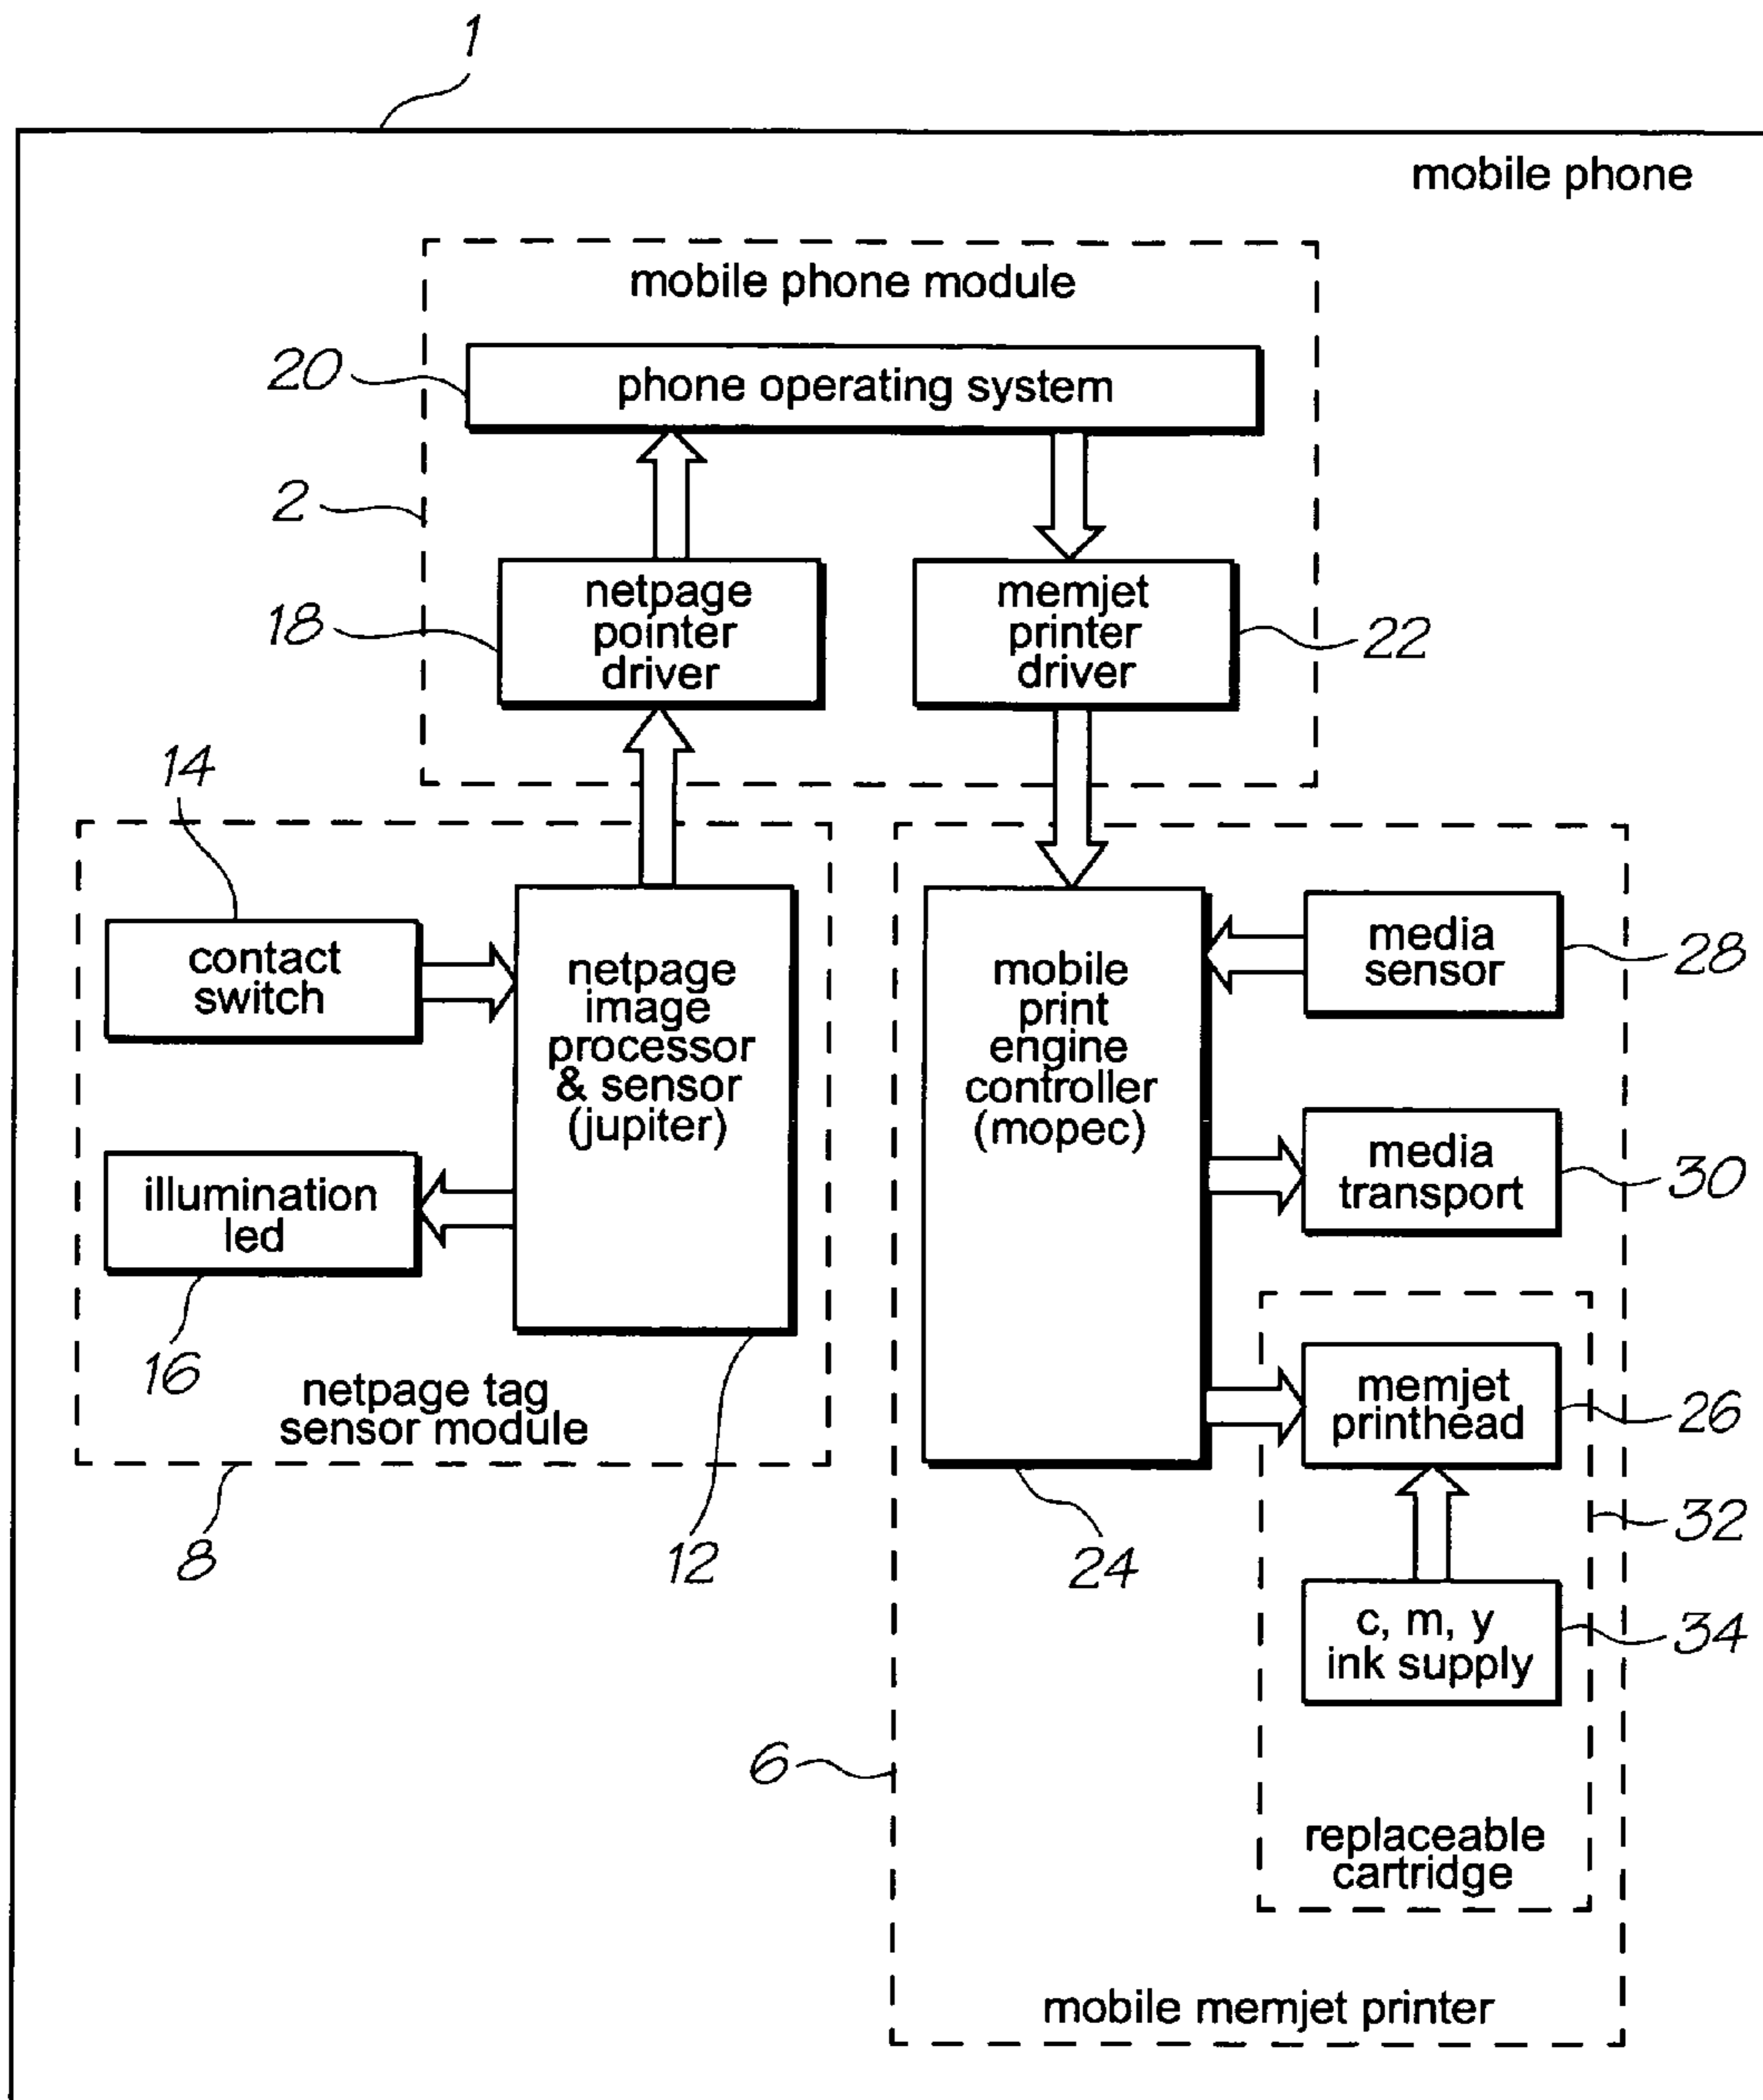 1
mobile phone
mobile phone module
20
phone operating system
2
18
netpage
pointer
driver
memjet
printer
driver
22
14
contact
switch
netpage
image
processor
& sensor
(jupiter)
illumination
led
16
netpage tag
sensor module
8
12
mobile
print
engine
controller
(mopec)
media
sensor
28
media
transport
30
memjet
printhead
26
24
32
c, m, y
ink supply
34
6
replaceable
cartridge
mobile memjet printer